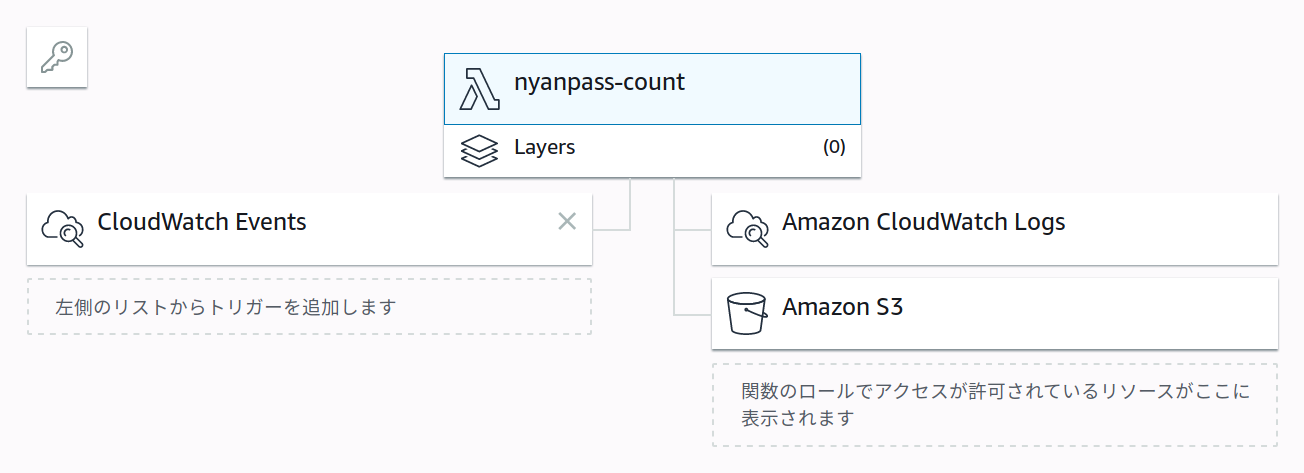 nyanpass-count
Layers
(0)
CloudWatch Events
左側のリストからトリガーを追加します
Amazon CloudWatch Logs
Amazon S3
関数のロールでアクセスが許可されているリソースがここに
表示されます